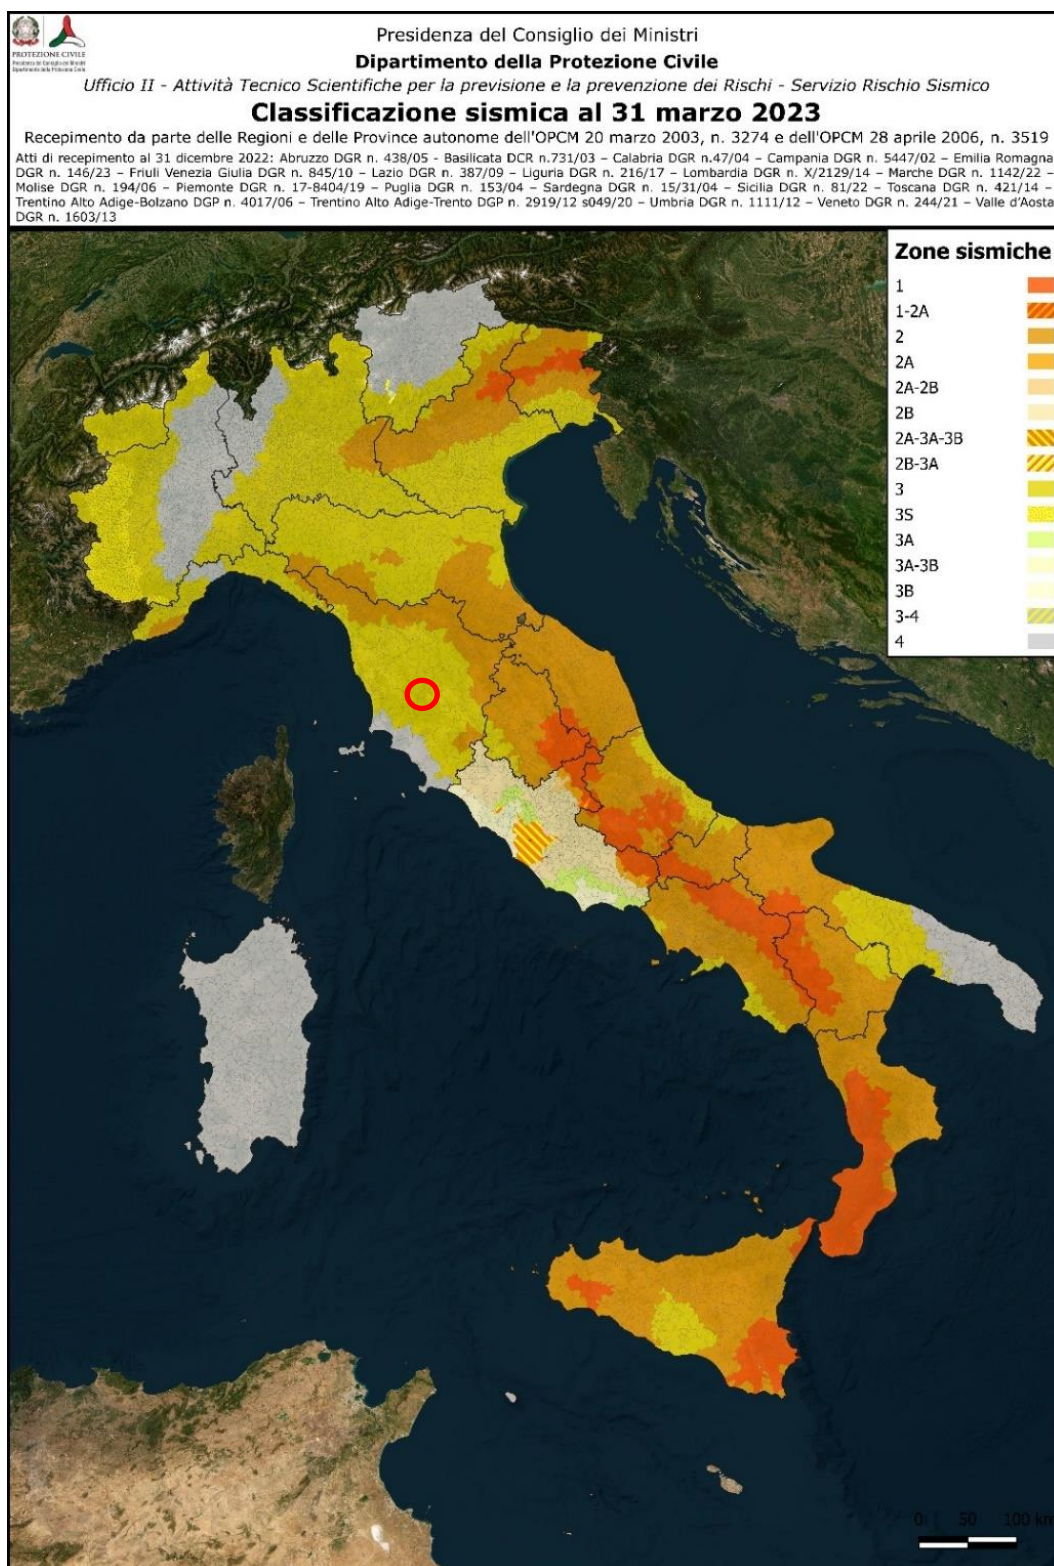 PROTEZIONE CIVILE
Presidenza del Consiglio dei Ministri
Dipartimento della Protezione Civile
Presidenza del Consiglio dei Ministri
Dipartimento della Protezione Civile
Ufficio II - Attività Tecnico Scientifiche per la previsione e la prevenzione dei Rischi - Servizio Rischio Sismico
Classificazione sismica al 31 marzo 2023
Recepimento da parte delle Regioni e delle Province autonome dell'OPCM 20 marzo 2003, n. 3274 e dell'OPCM 28 aprile 2006, n. 3519
Atti di recepimento al 31 dicembre 2022: Abruzzo DGR n. 438/05 - Basilicata DCR n.731/03 – Calabria DGR n.47/04 – Campania DGR n. 5447/02 – Emilia Romagna
DGR n. 146/23 – Friuli Venezia Giulia DGR n. 845/10 – Lazio DGR n. 387/09 – Liguria DGR n. 216/17 – Lombardia DGR n. X/2129/14 – Marche DGR n. 1142/22 –
Molise DGR n. 194/06 – Piemonte DGR n. 17-8404/19 – Puglia DGR n. 153/04 – Sardegna DGR n. 15/31/04 – Sicilia DGR n. 81/22 – Toscana DGR n. 421/14 –
Trentino Alto Adige-Bolzano DGP n. 4017/06 – Trentino Alto Adige-Trento DGP n. 2919/12 s049/20 – Umbria DGR n. 1111/12 – Veneto DGR n. 244/21 – Valle d'Aosta
DGR n. 1603/13
Zone sismiche
1
1-2A
2
2A
2A-2B
2B
2A-3A-3B
2B-3A
3
3S
3A
3A-3B
3B
3-4
4
0 50 100 km